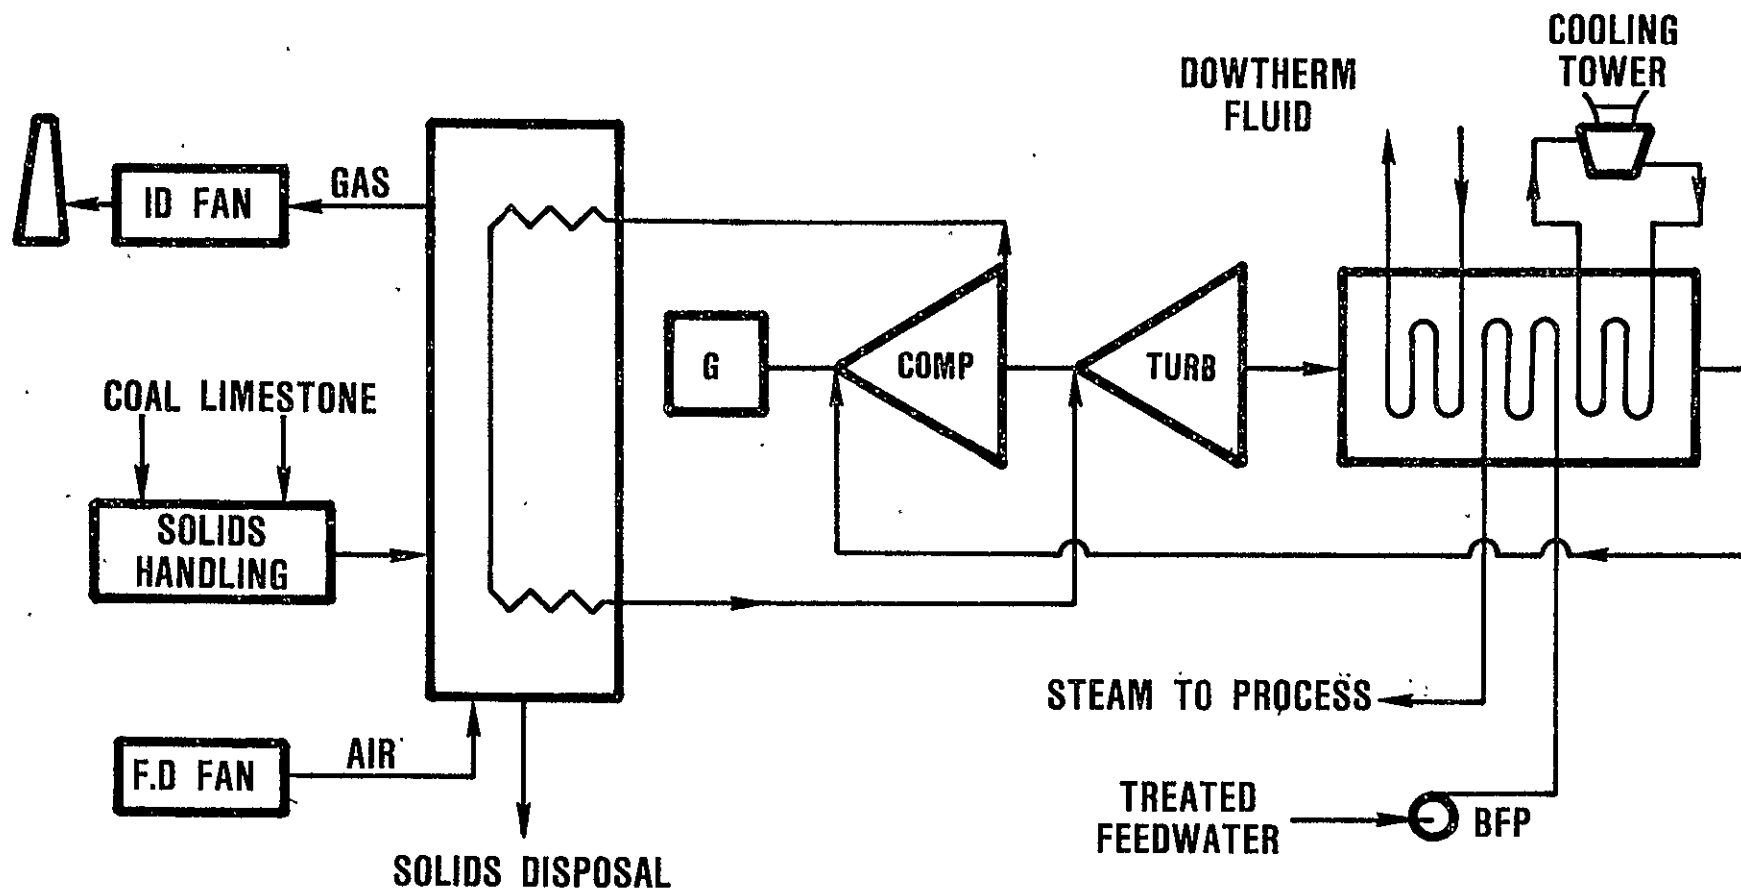 COOLING
TOWER
DOWTHERM
FLUID
ID FAN
GAS
G
COMP
TURB
COAL LIMESTONE
SOLIDS
HANDLING
STEAM TO PROCESS
F.D FAN
AIR
TREATED
FEEDWATER
BFP
SOLIDS DISPOSAL